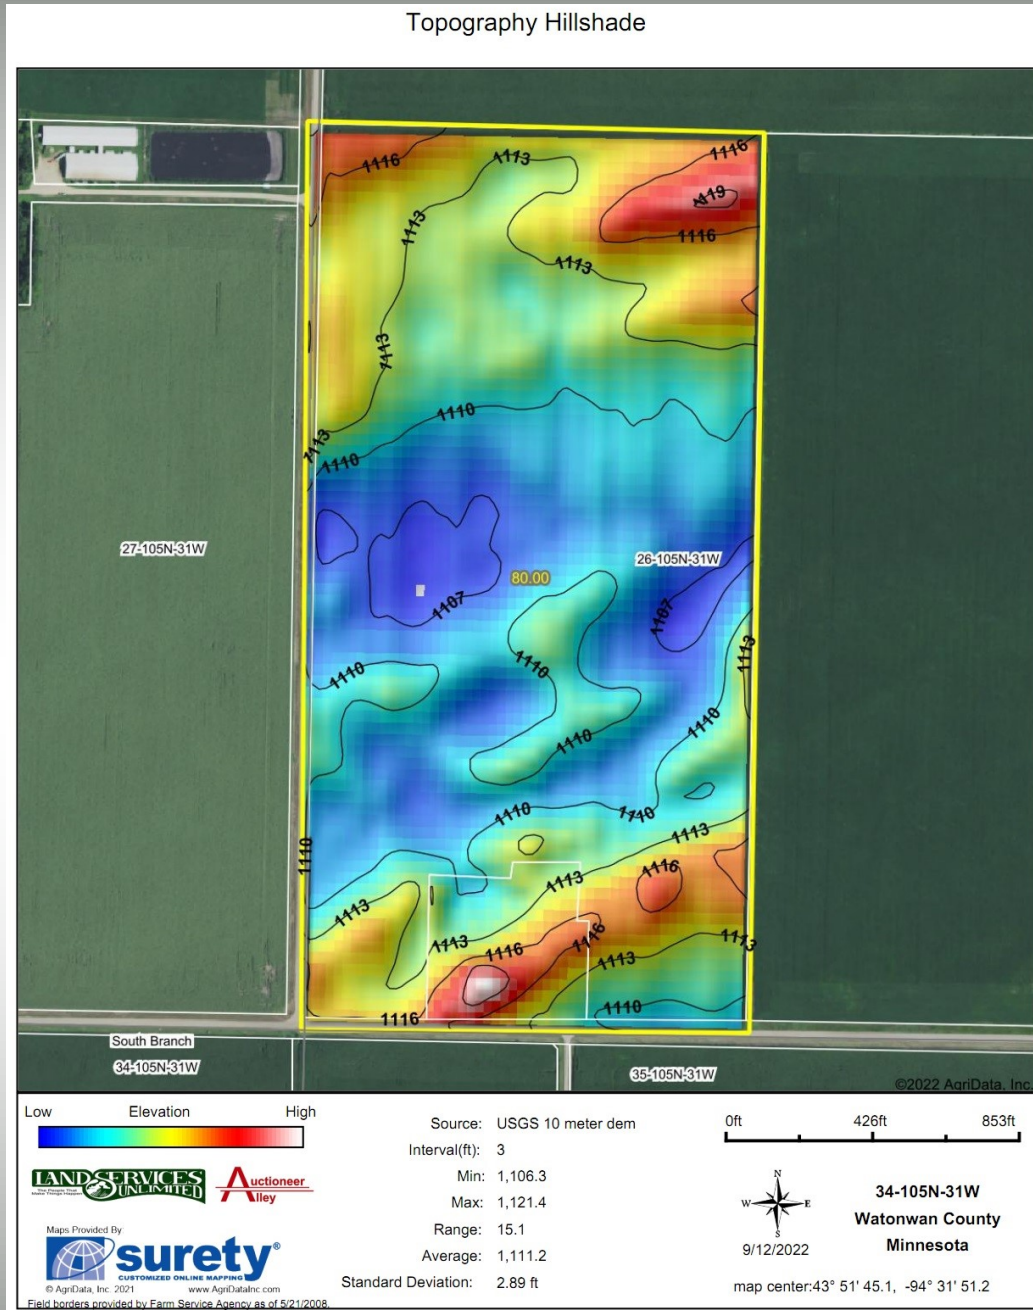 Topography Hillshade
1116
1113
1116
1119
1113
1116
1113
1113
1110
1113
1110
27-105N-31W
26-105N-31W
80.00
1107
1107
1110
1110
1113
1110
1110
1110
1110
1113
1110
1116
1113
1113
1113
1116
1116
1113
1113
1110
1116
South Branch
34-105N-31W
35-105N-31W
©2022 AgriData, Inc.
Low Elevation High
LAND SERVICES
UNLIMITED
The People That
Make Things Happen
Auctioneer
Alley
Maps Provided By:
surety®
CUSTOMIZED ONLINE MAPPING
© AgriData, Inc. 2021 www.AgriDataInc.com
Field borders provided by Farm Service Agency as of 5/21/2008.
Source: USGS 10 meter dem
Interval(ft): 3
Min: 1,106.3
Max: 1,121.4
Range: 15.1
Average: 1,111.2
Standard Deviation: 2.89 ft
0ft 426ft 853ft
N
W E
S
9/12/2022
34-105N-31W
Watonwan County
Minnesota
map center:43° 51' 45.1, -94° 31' 51.2